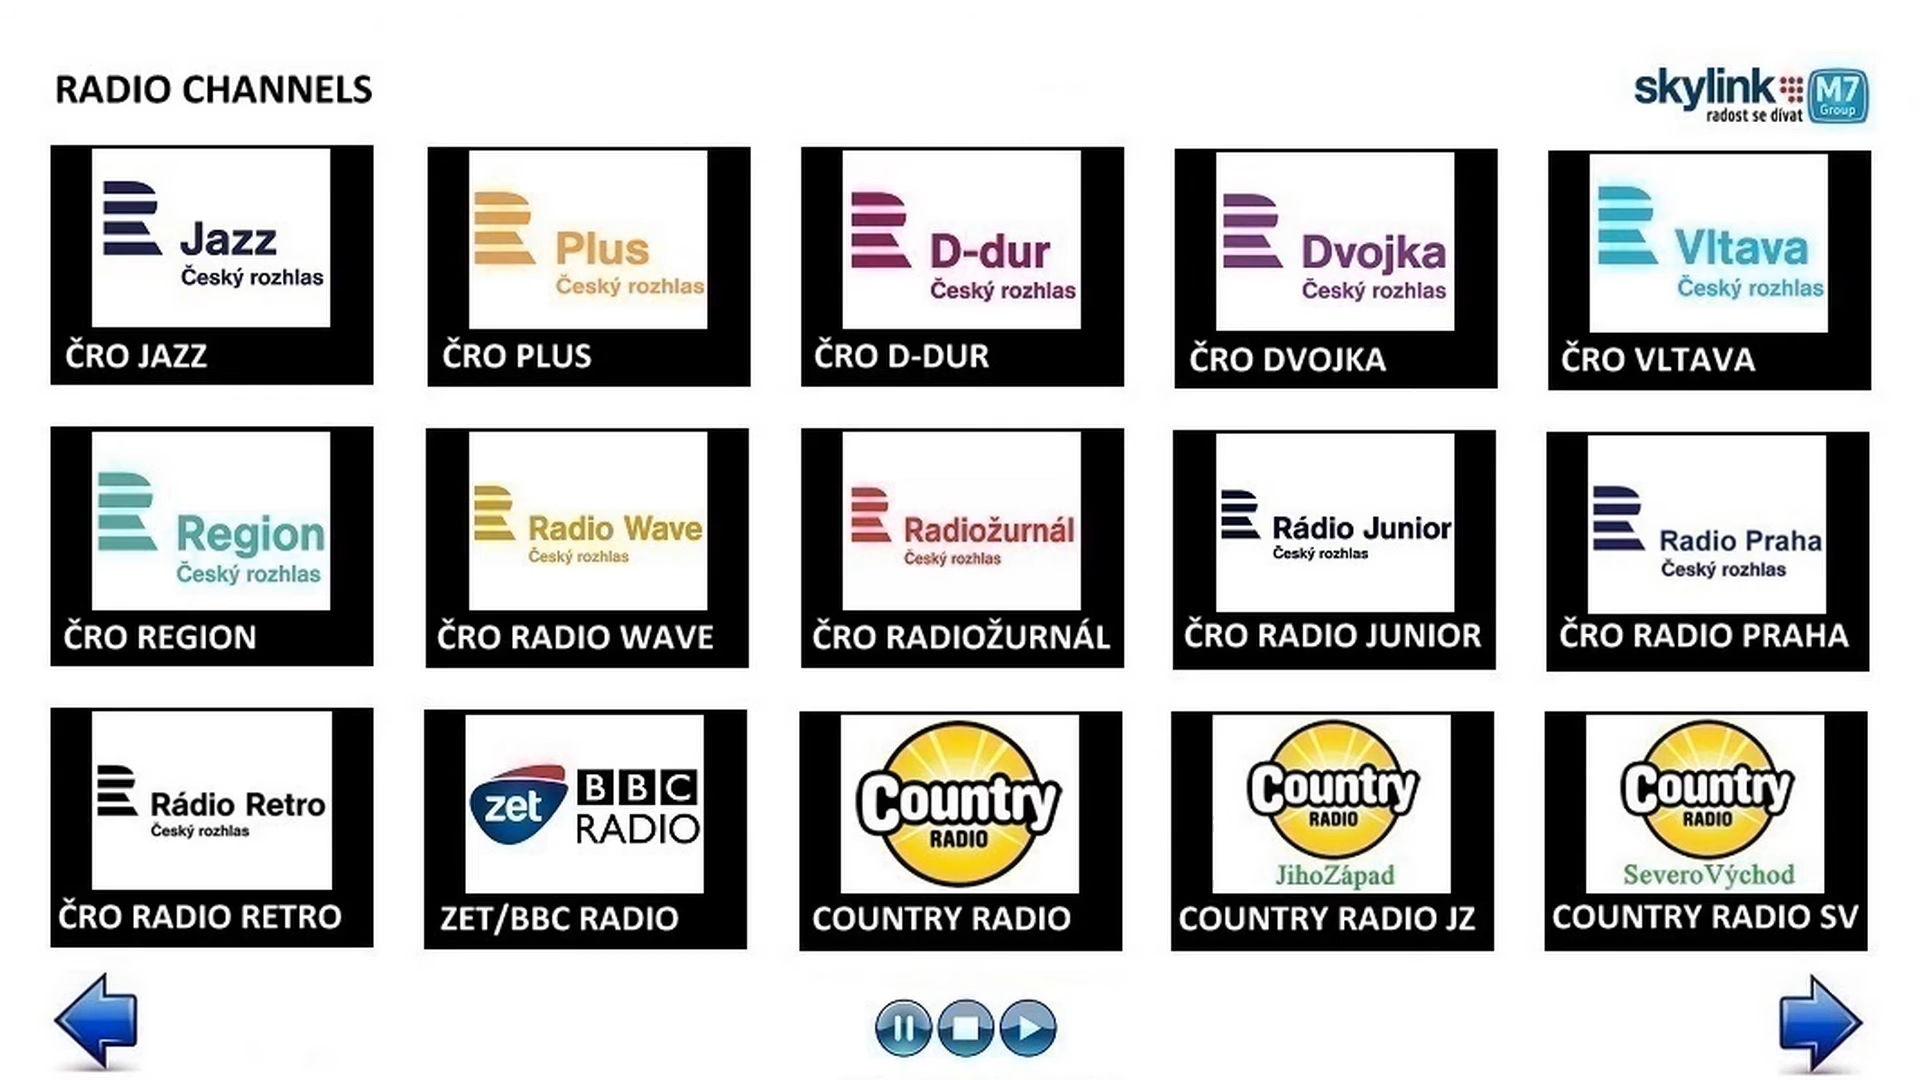 RADIO CHANNELS
skylink
radost se dívat
M7
Group
Jazz
Český rozhlas
ČRO JAZZ
Plus
Český rozhlas
ČRO PLUS
D-dur
Český rozhlas
ČRO D-DUR
Dvojka
Český rozhlas
ČRO DVOJKA
Vltava
Český rozhlas
ČRO VLTAVA
Region
Český rozhlas
ČRO REGION
Radio Wave
Český rozhlas
ČRO RADIO WAVE
Radiožurnál
Český rozhlas
ČRO RADIOŽURNÁL
Rádio Junior
Český rozhlas
ČRO RADIO JUNIOR
Radio Praha
Český rozhlas
ČRO RADIO PRAHA
Rádio Retro
Český rozhlas
ČRO RADIO RETRO
zet
BBC
RADIO
ZET/BBC RADIO
Country
RADIO
COUNTRY RADIO
Country
RADIO
JihoZápad
COUNTRY RADIO JZ
Country
RADIO
SeveroVýchod
COUNTRY RADIO SV